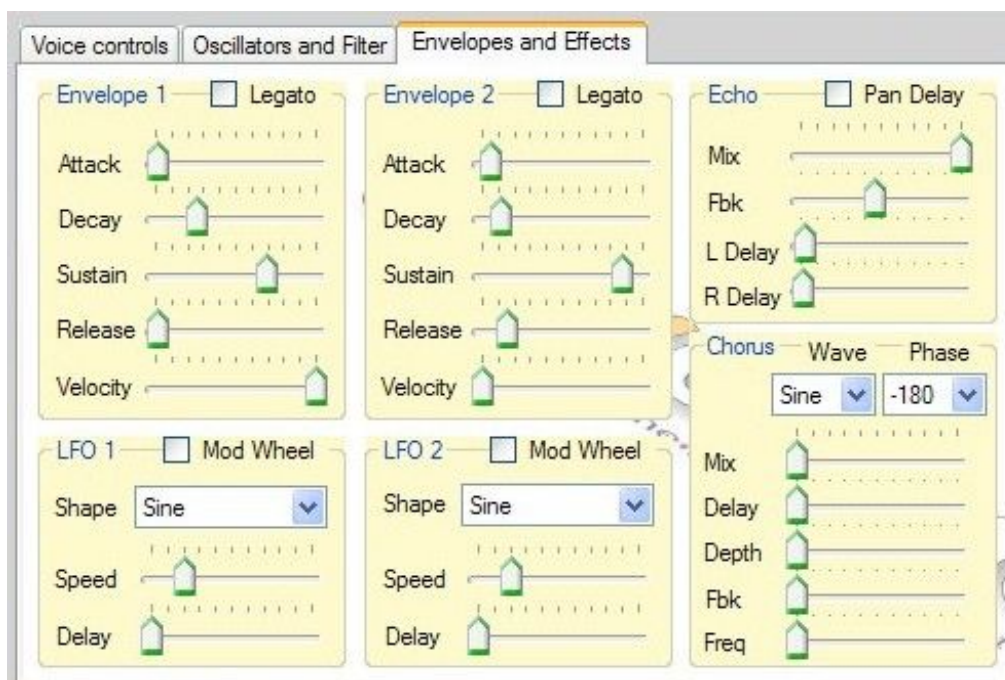 Voice controls Oscillators and Filter Envelopes and Effects
Envelope 1 Legato
Attack
Decay
Sustain
Release
Velocity
Envelope 2 Legato
Attack
Decay
Sustain
Release
Velocity
Echo Pan Delay
Mix
Fbk
L Delay
R Delay
LFO 1 Mod Wheel
Shape Sine
Speed
Delay
LFO 2 Mod Wheel
Shape Sine
Speed
Delay
Chorus Wave Phase
Sine -180
Mix
Delay
Depth
Fbk
Freq